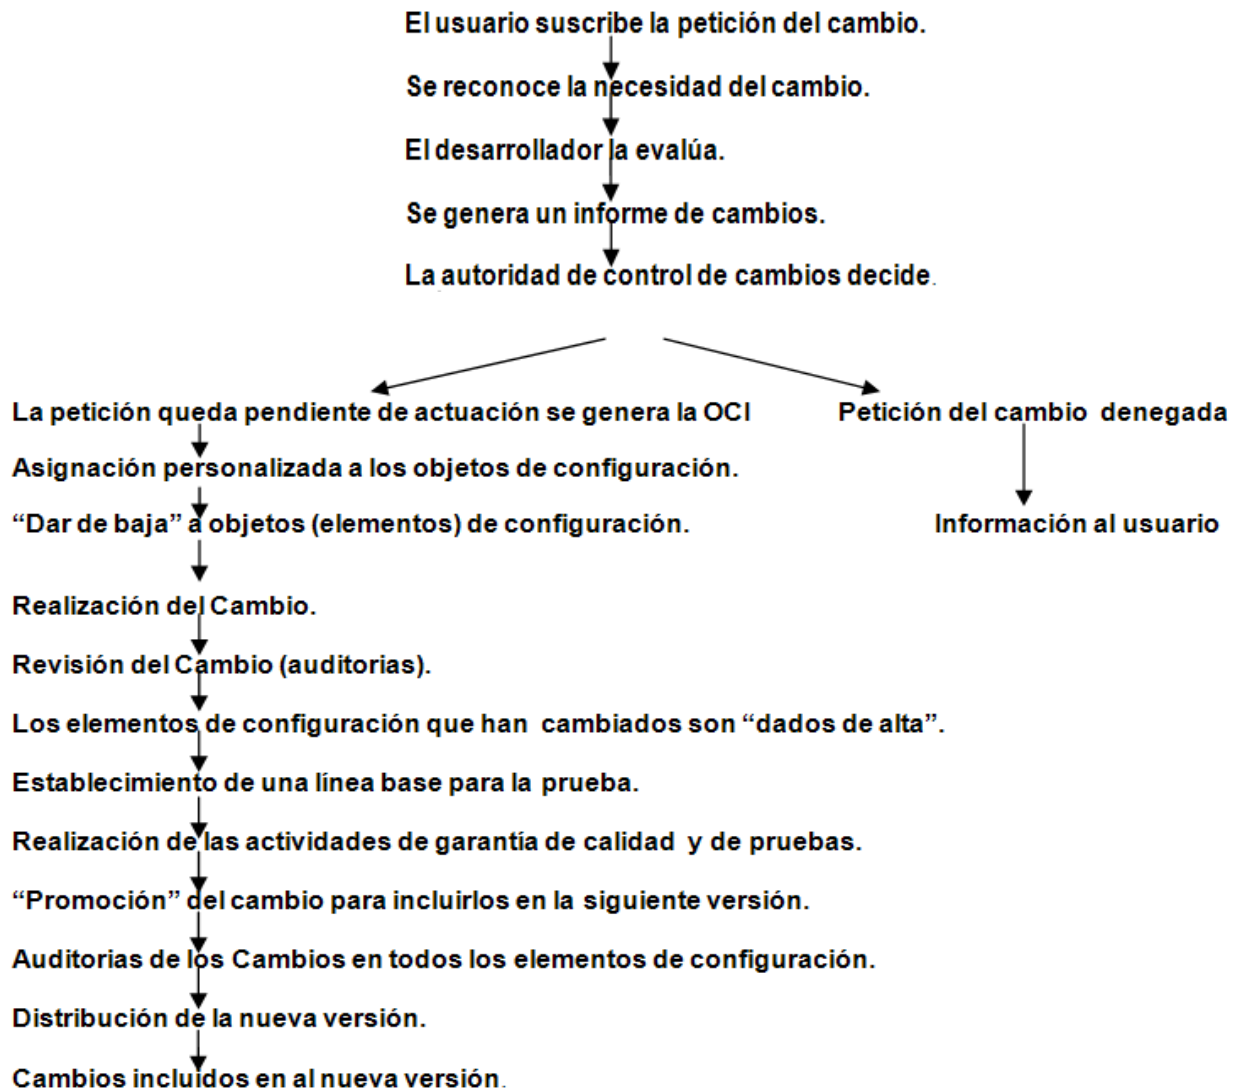 El usuario suscribe la petición del cambio.
Se reconoce la necesidad del cambio.
El desarrollador la evalúa.
Se genera un informe de cambios.
La autoridad de control de cambios decide.
La petición queda pendiente de actuación se genera la OCI
Petición del cambio denegada
Asignación personalizada a los objetos de configuración.
“Dar de baja” a objetos (elementos) de configuración.
Información al usuario
Realización del Cambio.
Revisión del Cambio (auditorias).
Los elementos de configuración que han cambiados son “dados de alta”.
Establecimiento de una línea base para la prueba.
Realización de las actividades de garantía de calidad y de pruebas.
“Promoción” del cambio para incluirlos en la siguiente versión.
Auditorias de los Cambios en todos los elementos de configuración.
Distribución de la nueva versión.
Cambios incluidos en al nueva versión.